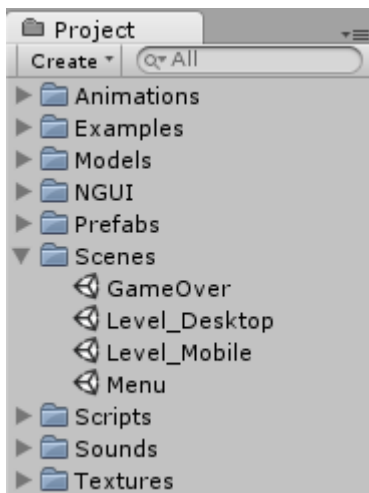 Project
Create All
Animations
Examples
Models
NGUI
Prefabs
Scenes
GameOver
Level_Desktop
Level_Mobile
Menu
Scripts
Sounds
Textures